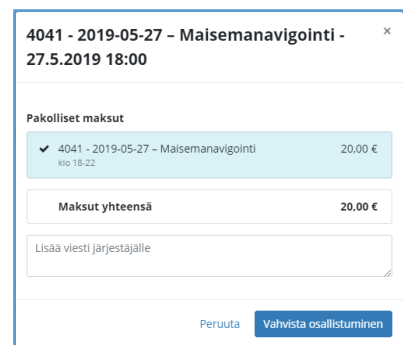 4041 - 2019-05-27 – Maisemanavigointi -
27.5.2019 18:00
×
Pakolliset maksut
4041 - 2019-05-27 – Maisemanavigointi 20,00 €
klo 18-22
Maksut yhteensä 20,00 €
Lisää viesti järjestäjälle
Peruuta Vahvista osallistuminen